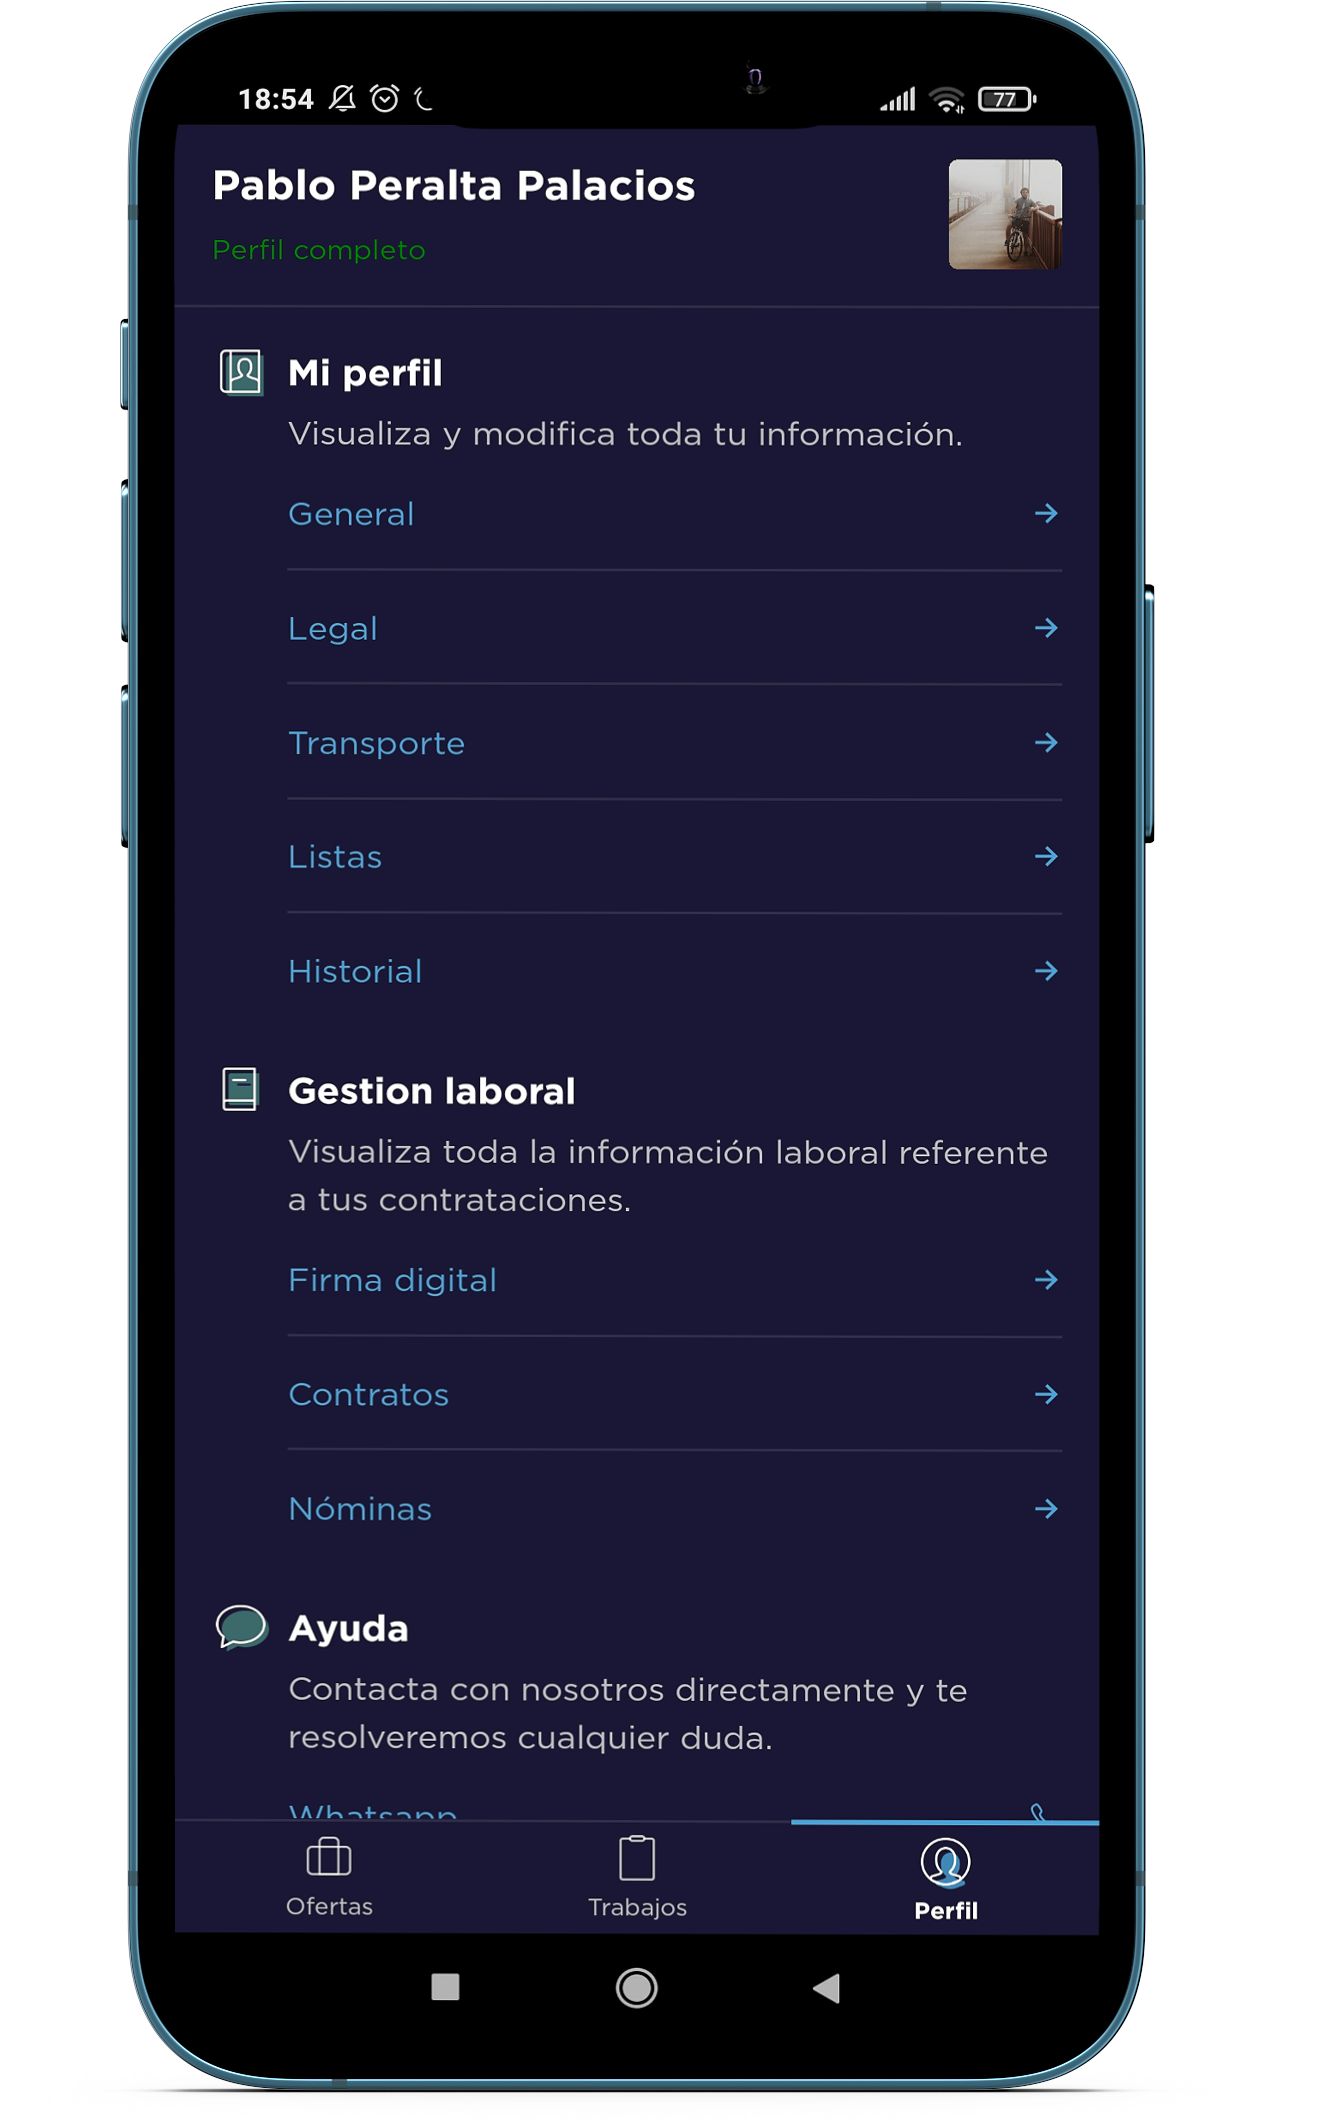 18:54
77
Pablo Peralta Palacios
Perfil completo
Mi perfil
Visualiza y modifica toda tu información.
General
Legal
Transporte
Listas
Historial
Gestion laboral
Visualiza toda la información laboral referente
a tus contrataciones.
Firma digital
Contratos
Nóminas
Ayuda
Contacta con nosotros directamente y te
resolveremos cualquier duda.
Whatsapp
Ofertas
Trabajos
Perfil